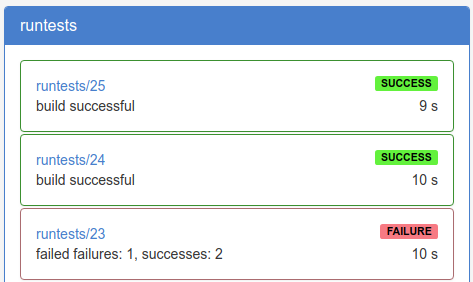 runtests
runtests/25 SUCCESS
build successful 9 s
runtests/24 SUCCESS
build successful 10 s
runtests/23 FAILURE
failed failures: 1, successes: 2 10 s